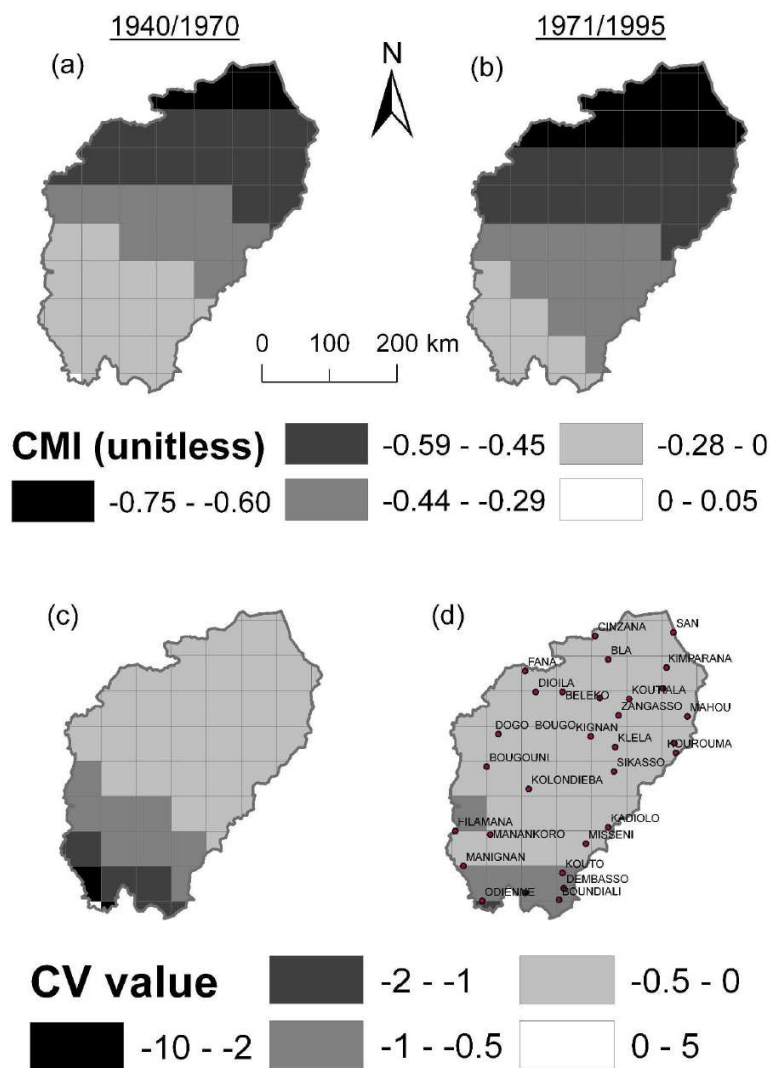 1940/1970
1971/1995
(a)
N
(b)
0 100 200 km
CMI (unitless)
-0.59 - -0.45
-0.28 - 0
-0.75 - -0.60
-0.44 - -0.29
0 - 0.05
(c)
(d)
CINZANA
SAN
BLA
KIMPARANA
FANA
DIOILA
BELEKO
KOUTIALA
ZANGASSO
MAHOU
DOGO
BOUGO
KIGNAN
KLELA
KOUROUMA
BOUGOUNI
SIKASSO
KOLONDIEBA
FILAMANA
MANANKORO
KADIOLO
MISSENI
MANIGNAN
KOUTO
DEMBASSO
ODIENNE
BOUNDIALI
CV value
-2 - -1
-0.5 - 0
-10 - -2
-1 - -0.5
0 - 5